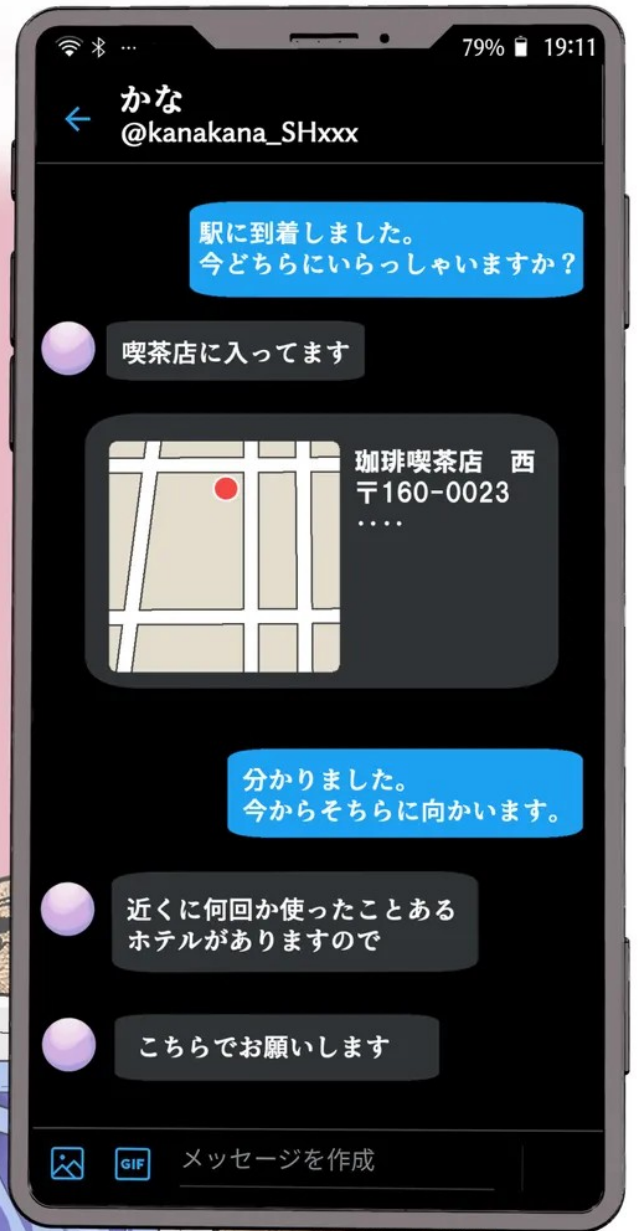 79% 19:11
かな
@kanakana_SHxxx
駅に到着しました。
今どちらにいらっしゃいますか？
喫茶店に入ってます
珈琲喫茶店　西
〒160-0023
‥‥
分かりました。
今からそちらに向かいます。
近くに何回か使ったことある
ホテルがありますので
こちらでお願いします
GIF メッセージを作成